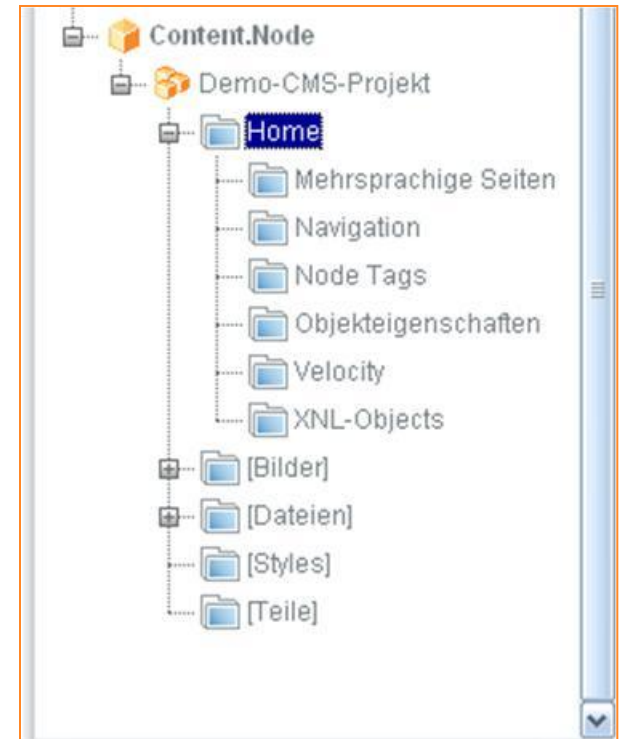 Content.Node
Demo-CMS-Projekt
Home
Mehrsprachige Seiten
Navigation
Node Tags
Objekteigenschaften
Velocity
XNL-Objects
[Bilder]
[Dateien]
[Styles]
[Teile]